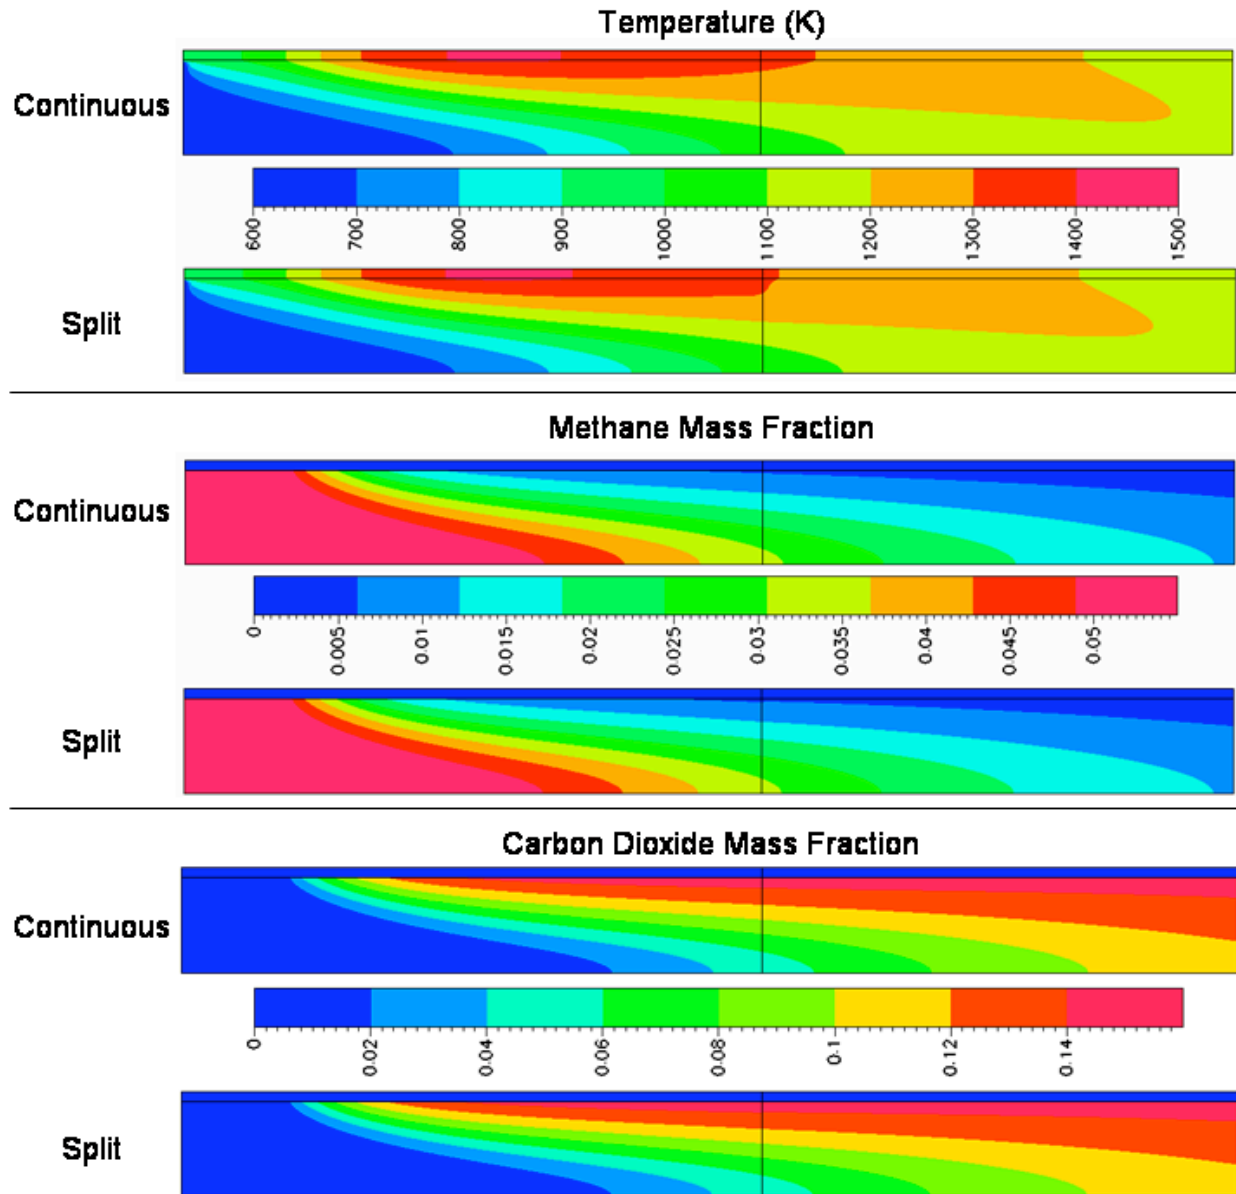 Temperature (K)
Continuous
600 700 800 900 1000 1100 1200 1300 1400 1500
Split
Methane Mass Fraction
Continuous
0 0.005 0.01 0.015 0.02 0.025 0.03 0.035 0.04 0.045 0.05
Split
Carbon Dioxide Mass Fraction
Continuous
0 0.02 0.04 0.06 0.08 0.1 0.12 0.14
Split